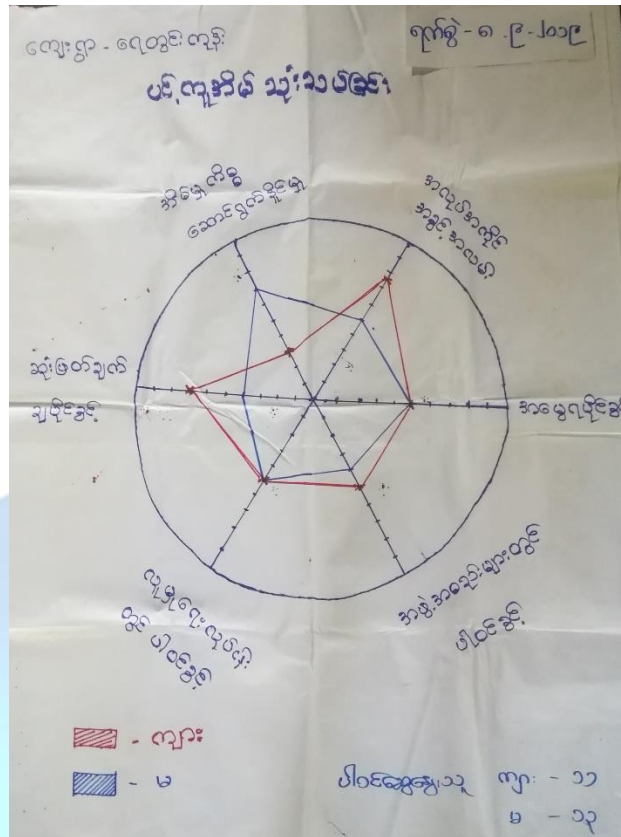 ကျေးရွာ - ရေတွင်းကုန်း
ရက်စွဲ - ၈ . ၉ - ၂၀၁၉
ပင့်ကူအိမ် သုံးသပ်ခြင်း
အိမ်မှုကိစ္စ
ဆောင်ရွက်နိုင်မှု
အလုပ်အကိုင်
အခွင့်အလမ်း
ဆုံးဖြတ်ချက်
ချပိုင်ခွင့်
အမွေရပိုင်ခွင့်
လူမှုရေးလုပ်ငန်း
တွင် ပါဝင်ခွင့်
အဖွဲ့အစည်းများတွင်
ပါဝင်ခွင့်
- ကျား
- မ
ပါဝင်ဆွေးနွေးသူ ကျား - ၁၁
မ - ၁၃